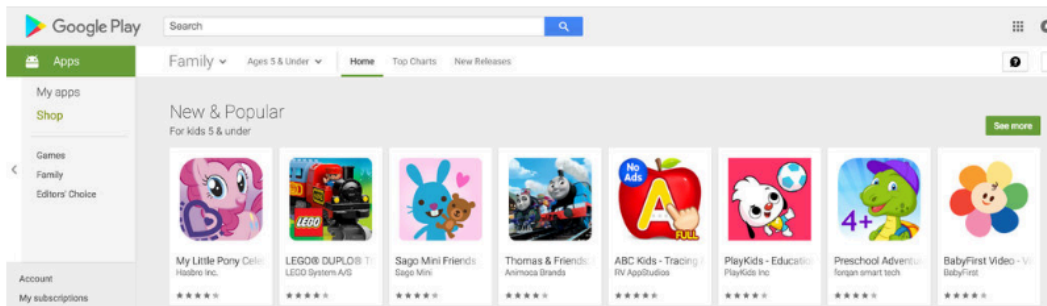 Google Play
Search
Apps
Family
Ages 5 & Under
Home
Top Charts
New Releases
My apps
Shop
Games
Family
Editors' Choice
Account
My subscriptions
New & Popular
For kids 5 & under
See more
LEGO
No Ads
A
FULL
4+
My Little Pony Cele
Hasbro Inc.
LEGO® DUPLO® T
LEGO System A/S
Sago Mini Friends
Sago Mini
Thomas & Friends:
Animoca Brands
ABC Kids - Tracing
RV AppStudios
PlayKids - Educatio
PlayKids Inc
Preschool Adventu
forqan smart tech
BabyFirst Video -
BabyFirst